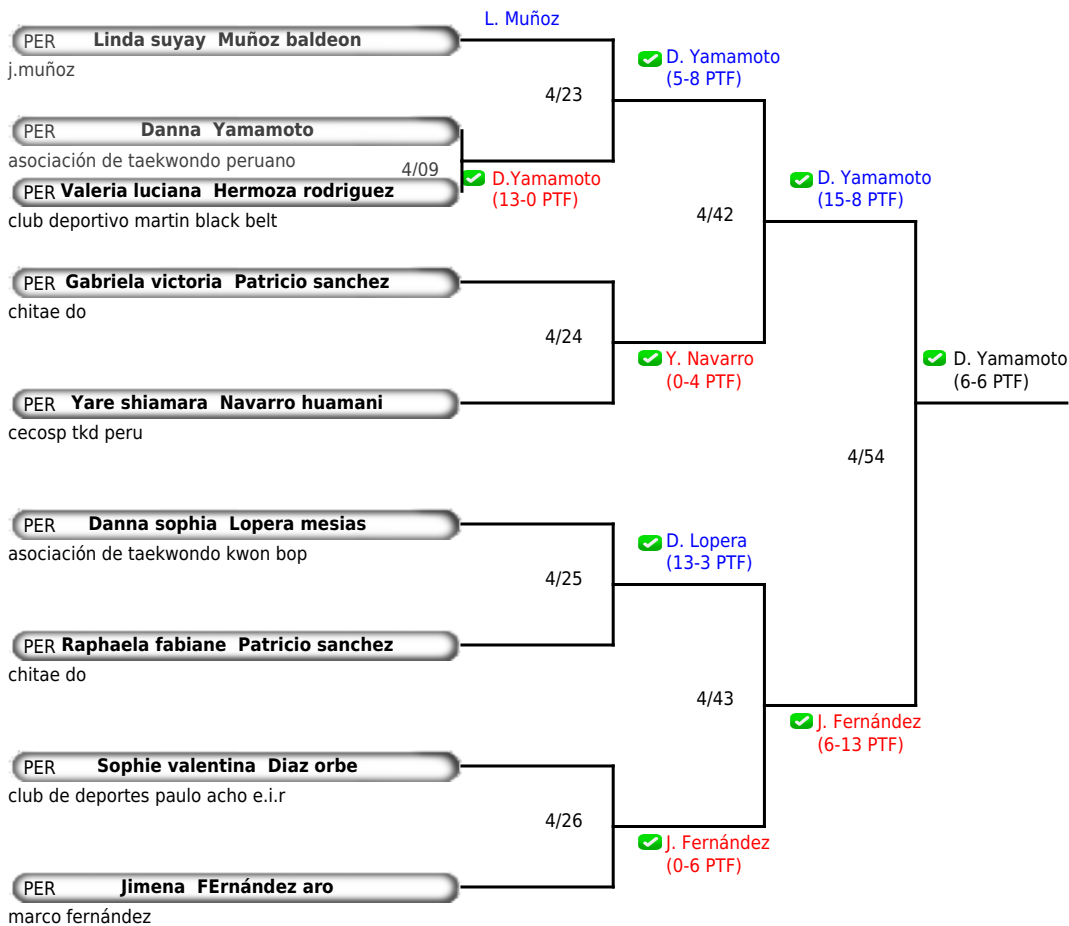 L. Muñoz
PER Linda suyay Muñoz baldeon
j.muñoz
D. Yamamoto
(5-8 PTF)
4/23
PER Danna Yamamoto
asociación de taekwondo peruano
4/09
D.Yamamoto
(13-0 PTF)
PER Valeria luciana Hermoza rodriguez
club deportivo martin black belt
D. Yamamoto
(15-8 PTF)
4/42
PER Gabriela victoria Patricio sanchez
chitae do
4/24
Y. Navarro
(0-4 PTF)
D. Yamamoto
(6-6 PTF)
PER Yare shiamara Navarro huamani
cecosp tkd peru
4/54
PER Danna sophia Lopera mesias
asociación de taekwondo kwon bop
D. Lopera
(13-3 PTF)
4/25
PER Raphaela fabiane Patricio sanchez
chitae do
4/43
J. Fernández
(6-13 PTF)
PER Sophie valentina Diaz orbe
club de deportes paulo acho e.i.r
4/26
J. Fernández
(0-6 PTF)
PER Jimena FErnández aro
marco fernández